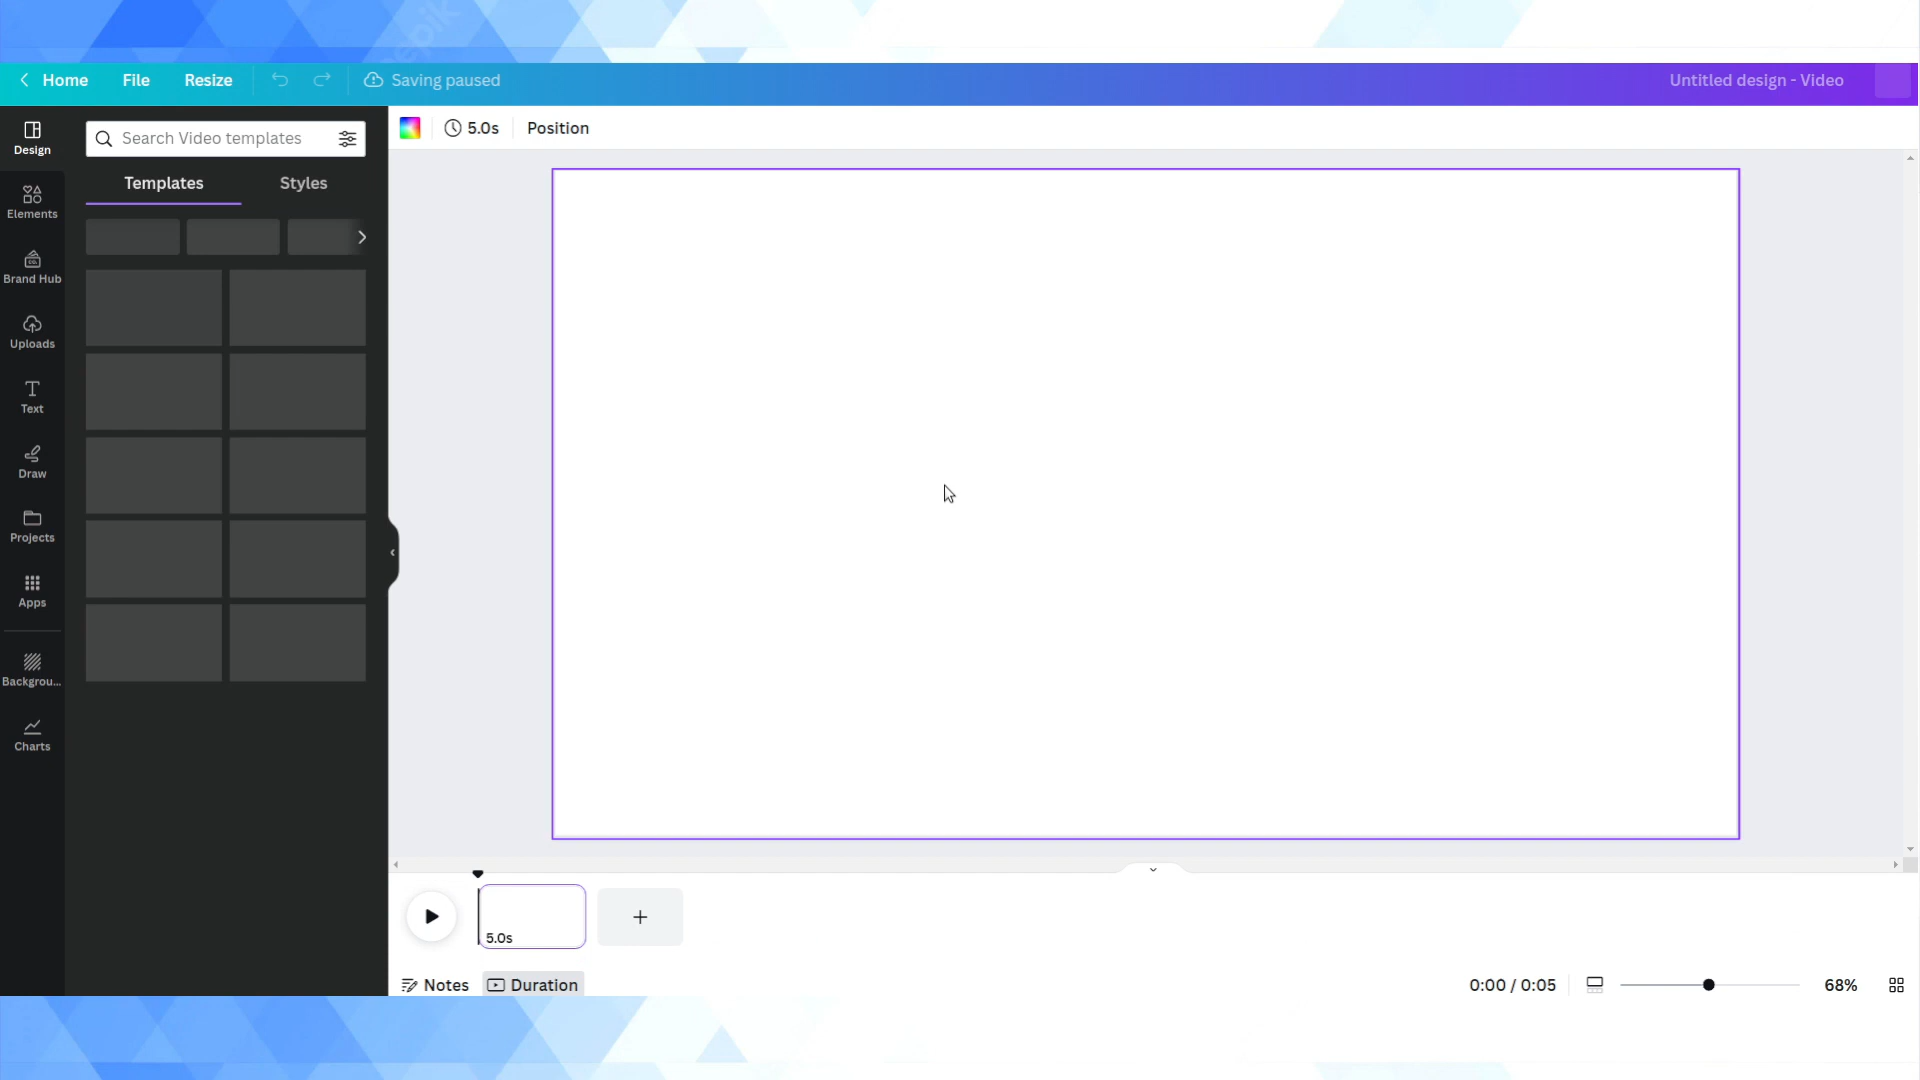 Home File Resize Saving paused Untitled design - Video
Design
Search Video templates
5.0s Position
Templates Styles
Elements
Brand Hub
Uploads
Text
Draw
Projects
Apps
Backgrou...
Charts
5.0s
Notes Duration 0:00 / 0:05 68%